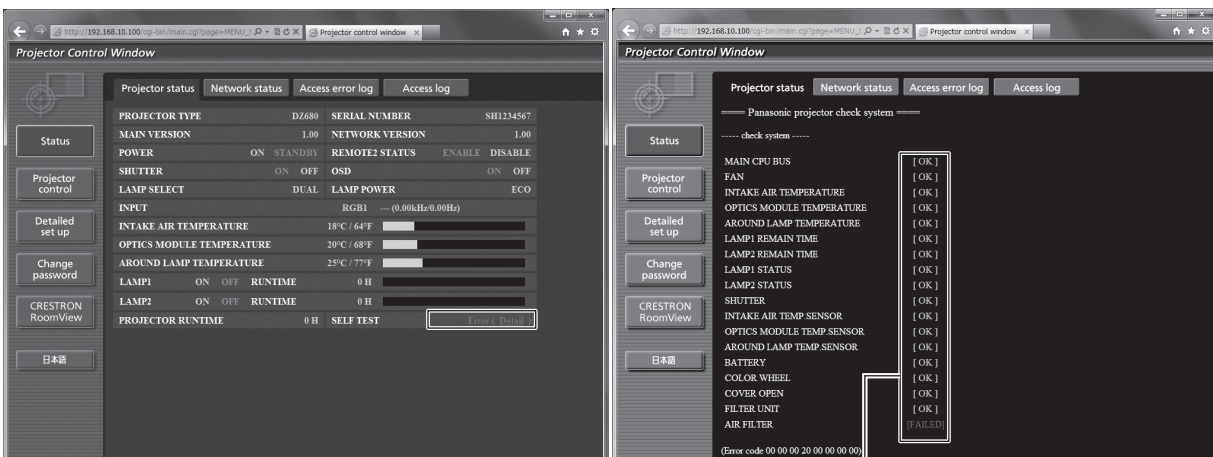 http://192.168.10.100/cgi-bin/main.cgi?page=MENU_
Projector control window
Projector Control Window
Projector status Network status Access error log Access log
Status
Projector control
Detailed set up
Change password
CRESTRON RoomView
日本語
PROJECTOR TYPE DZ680 SERIAL NUMBER SH1234567
MAIN VERSION 1.00 NETWORK VERSION 1.00
POWER ON STANDBY REMOTE2 STATUS ENABLE DISABLE
SHUTTER ON OFF OSD ON OFF
LAMP SELECT DUAL LAMP POWER ECO
INPUT RGB1 --- (0.00kHz/0.00Hz)
INTAKE AIR TEMPERATURE 18°C / 64°F
OPTICS MODULE TEMPERATURE 20°C / 68°F
AROUND LAMP TEMPERATURE 25°C / 77°F
LAMP1 ON OFF RUNTIME 0 H
LAMP2 ON OFF RUNTIME 0 H
PROJECTOR RUNTIME 0 H SELF TEST Error ( Detail )
http://192.168.10.100/cgi-bin/main.cgi?page=MENU_
Projector control window
Projector Control Window
Projector status Network status Access error log Access log
Status
Projector control
Detailed set up
Change password
CRESTRON RoomView
日本語
==== Panasonic projector check system ====
----- check system -----
MAIN CPU BUS [ OK ]
FAN [ OK ]
INTAKE AIR TEMPERATURE [ OK ]
OPTICS MODULE TEMPERATURE [ OK ]
AROUND LAMP TEMPERATURE [ OK ]
LAMP1 REMAIN TIME [ OK ]
LAMP2 REMAIN TIME [ OK ]
LAMP1 STATUS [ OK ]
LAMP2 STATUS [ OK ]
SHUTTER [ OK ]
INTAKE AIR TEMP.SENSOR [ OK ]
OPTICS MODULE TEMP.SENSOR [ OK ]
AROUND LAMP TEMP.SENSOR [ OK ]
BATTERY [ OK ]
COLOR WHEEL [ OK ]
COVER OPEN [ OK ]
FILTER UNIT [ OK ]
AIR FILTER [FAILED]
(Error code 00 00 00 20 00 00 00 00)